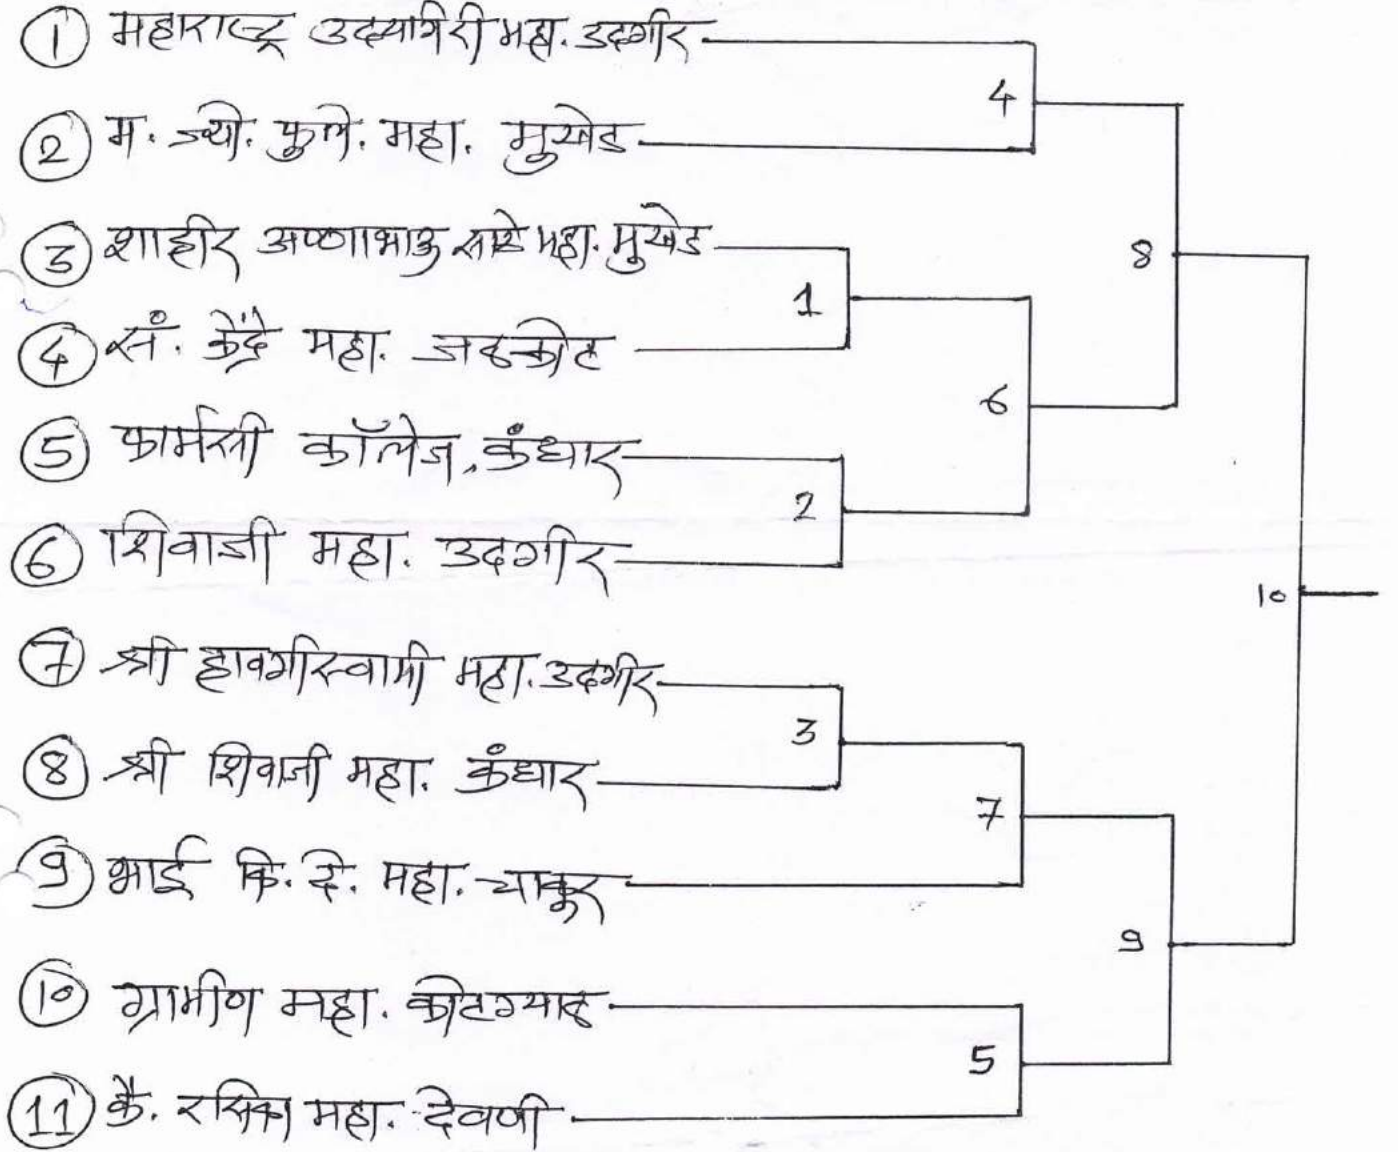 ① महाराष्ट्र उदयगिरी महा. उदगीर
② म. ज्यो. फुले. महा. मुखेड
③ शाहीर अण्णाभाऊ साठे महा. मुखेड
④ सं. केंद्रे महा. जळकोट
⑤ फार्मसी कॉलेज, कंधार
⑥ शिवाजी महा. उदगीर
⑦ श्री हावगीस्वामी महा. उदगीर
⑧ श्री शिवाजी महा. कंधार
⑨ भाई कि. दे. महा. चाकूर
⑩ ग्रामीण महा. कोटग्याळ
⑪ कै. रसिका महा. देवणी
4
8
1
6
2
10
3
7
9
5